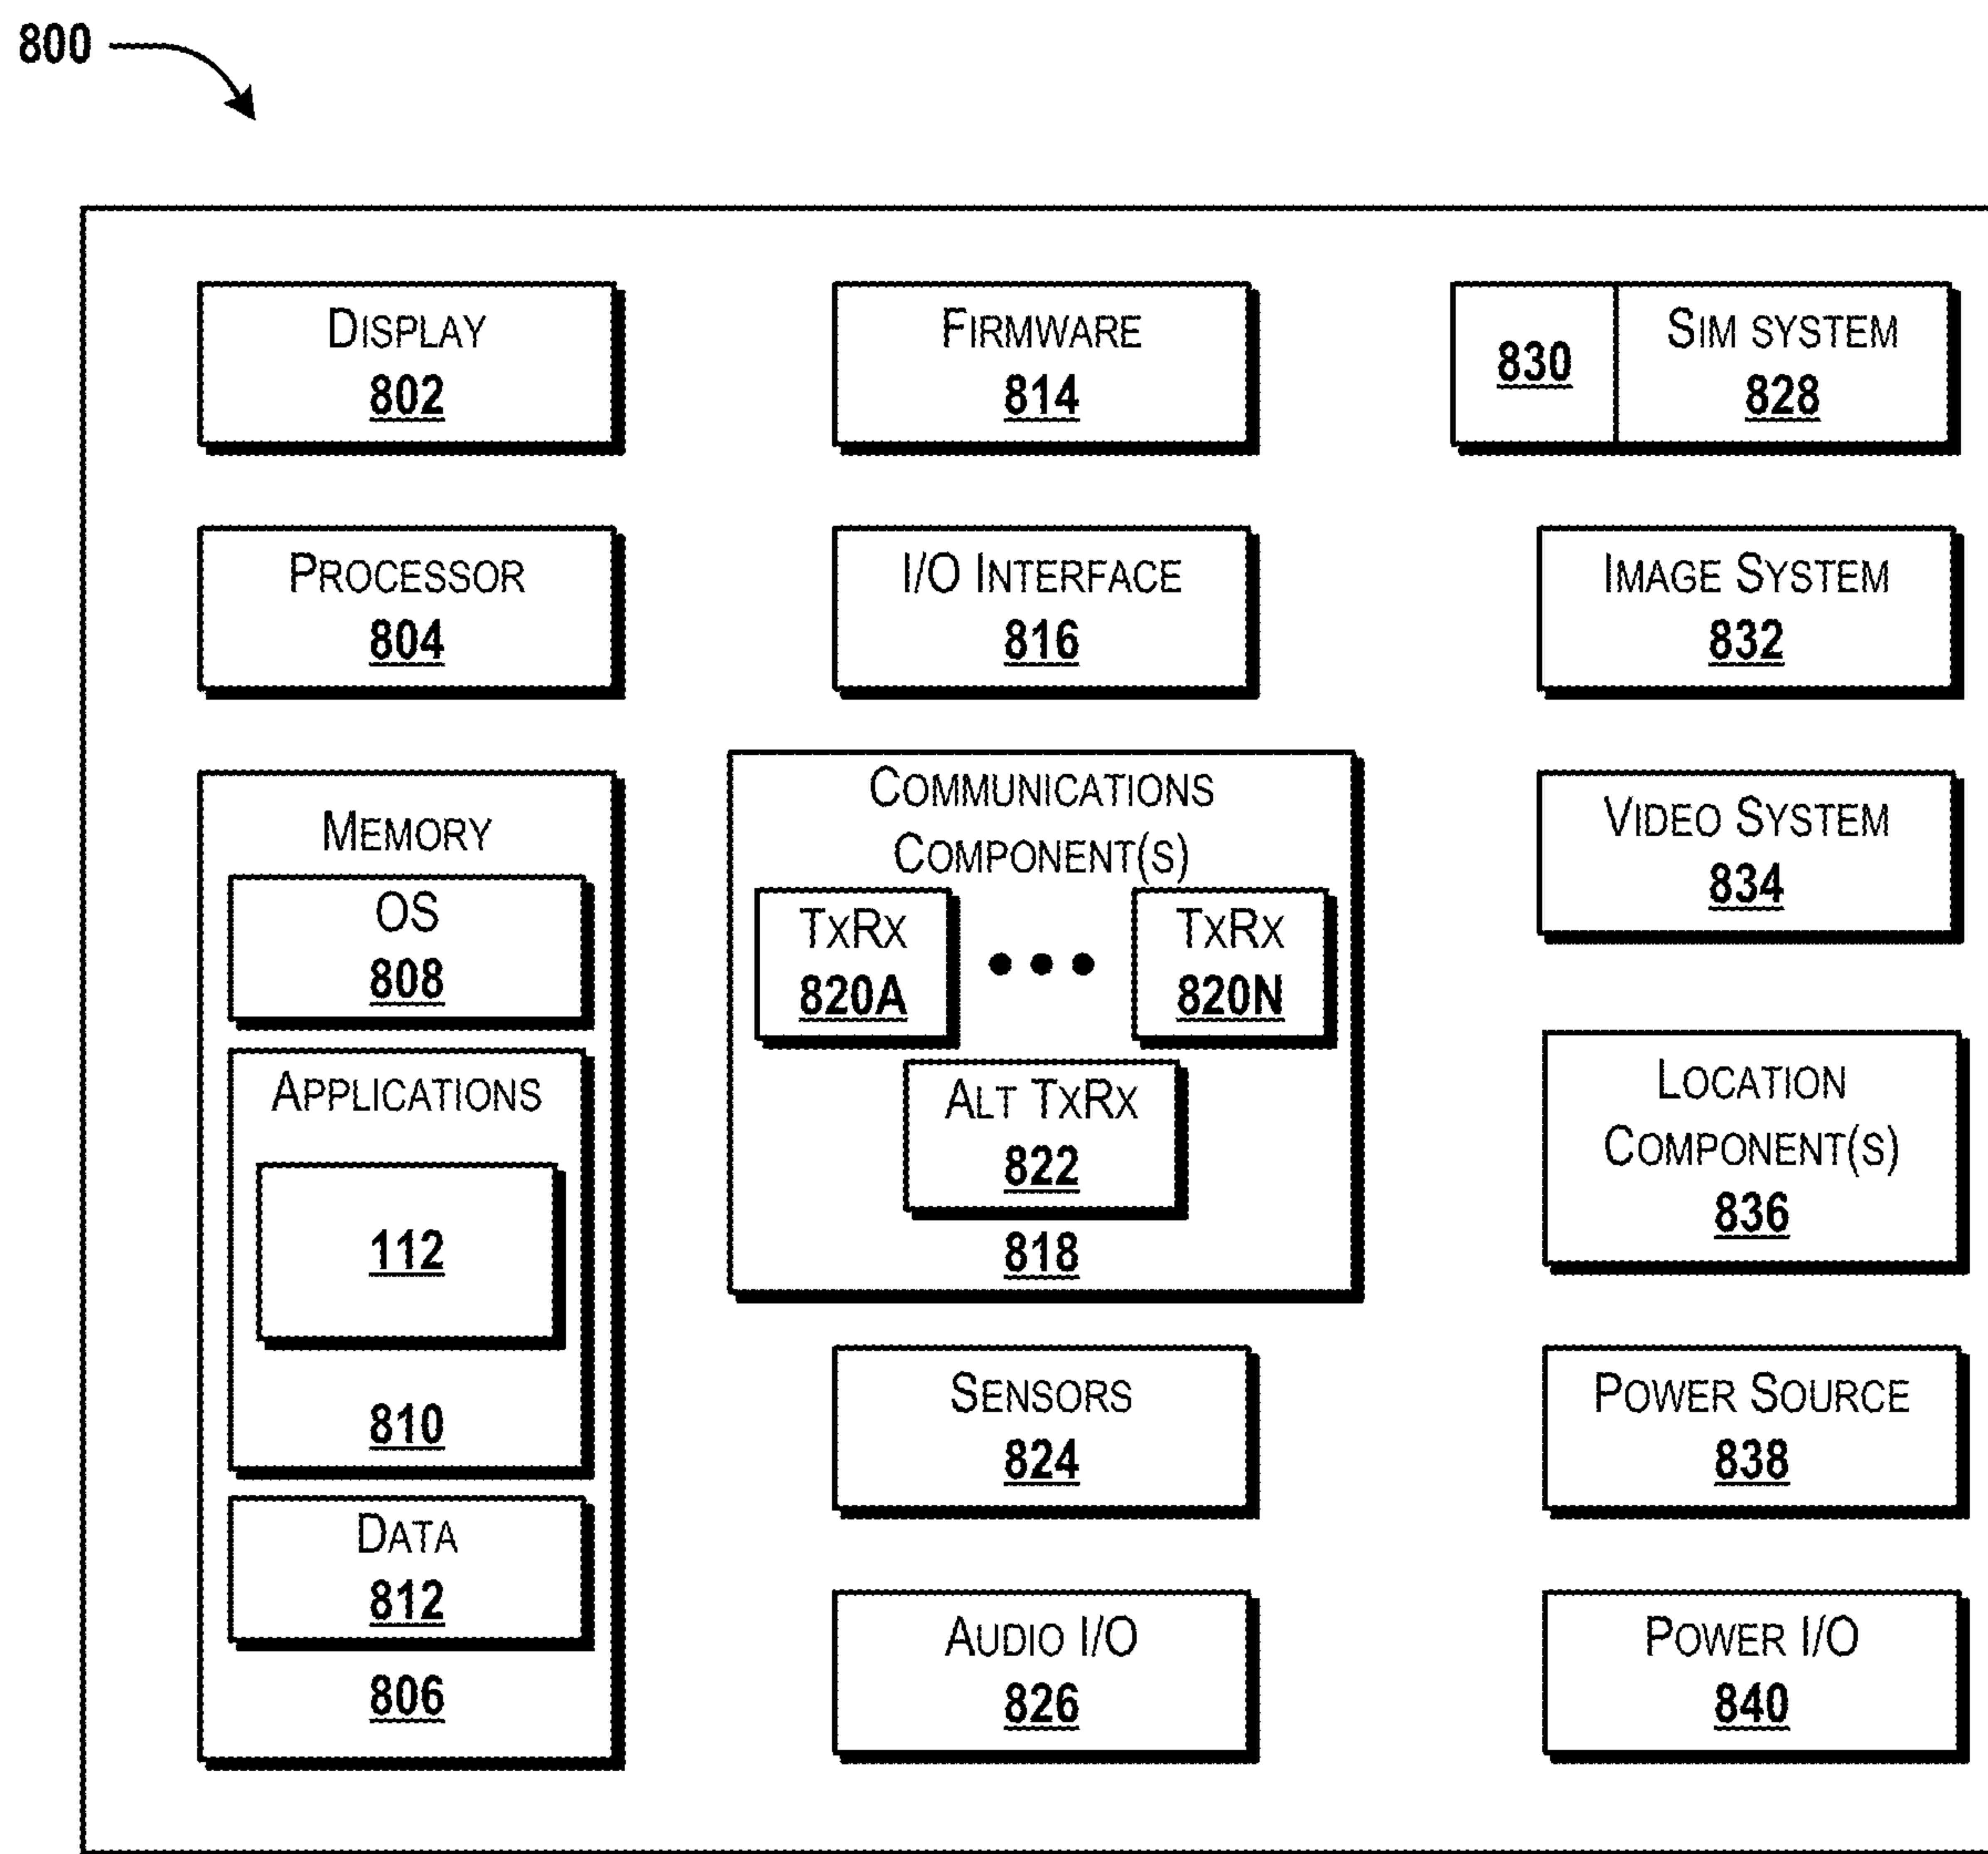 800
DISPLAY
802
PROCESSOR
804
MEMORY
OS
808
APPLICATIONS
112
810
DATA
812
806
FIRMWARE
814
I/O INTERFACE
816
COMMUNICATIONS
COMPONENT(S)
TXRX
820A
TXRX
820N
ALT TXRX
822
818
SENSORS
824
AUDIO I/O
826
830
SIM SYSTEM
828
IMAGE SYSTEM
832
VIDEO SYSTEM
834
LOCATION
COMPONENT(S)
836
POWER SOURCE
838
POWER I/O
840